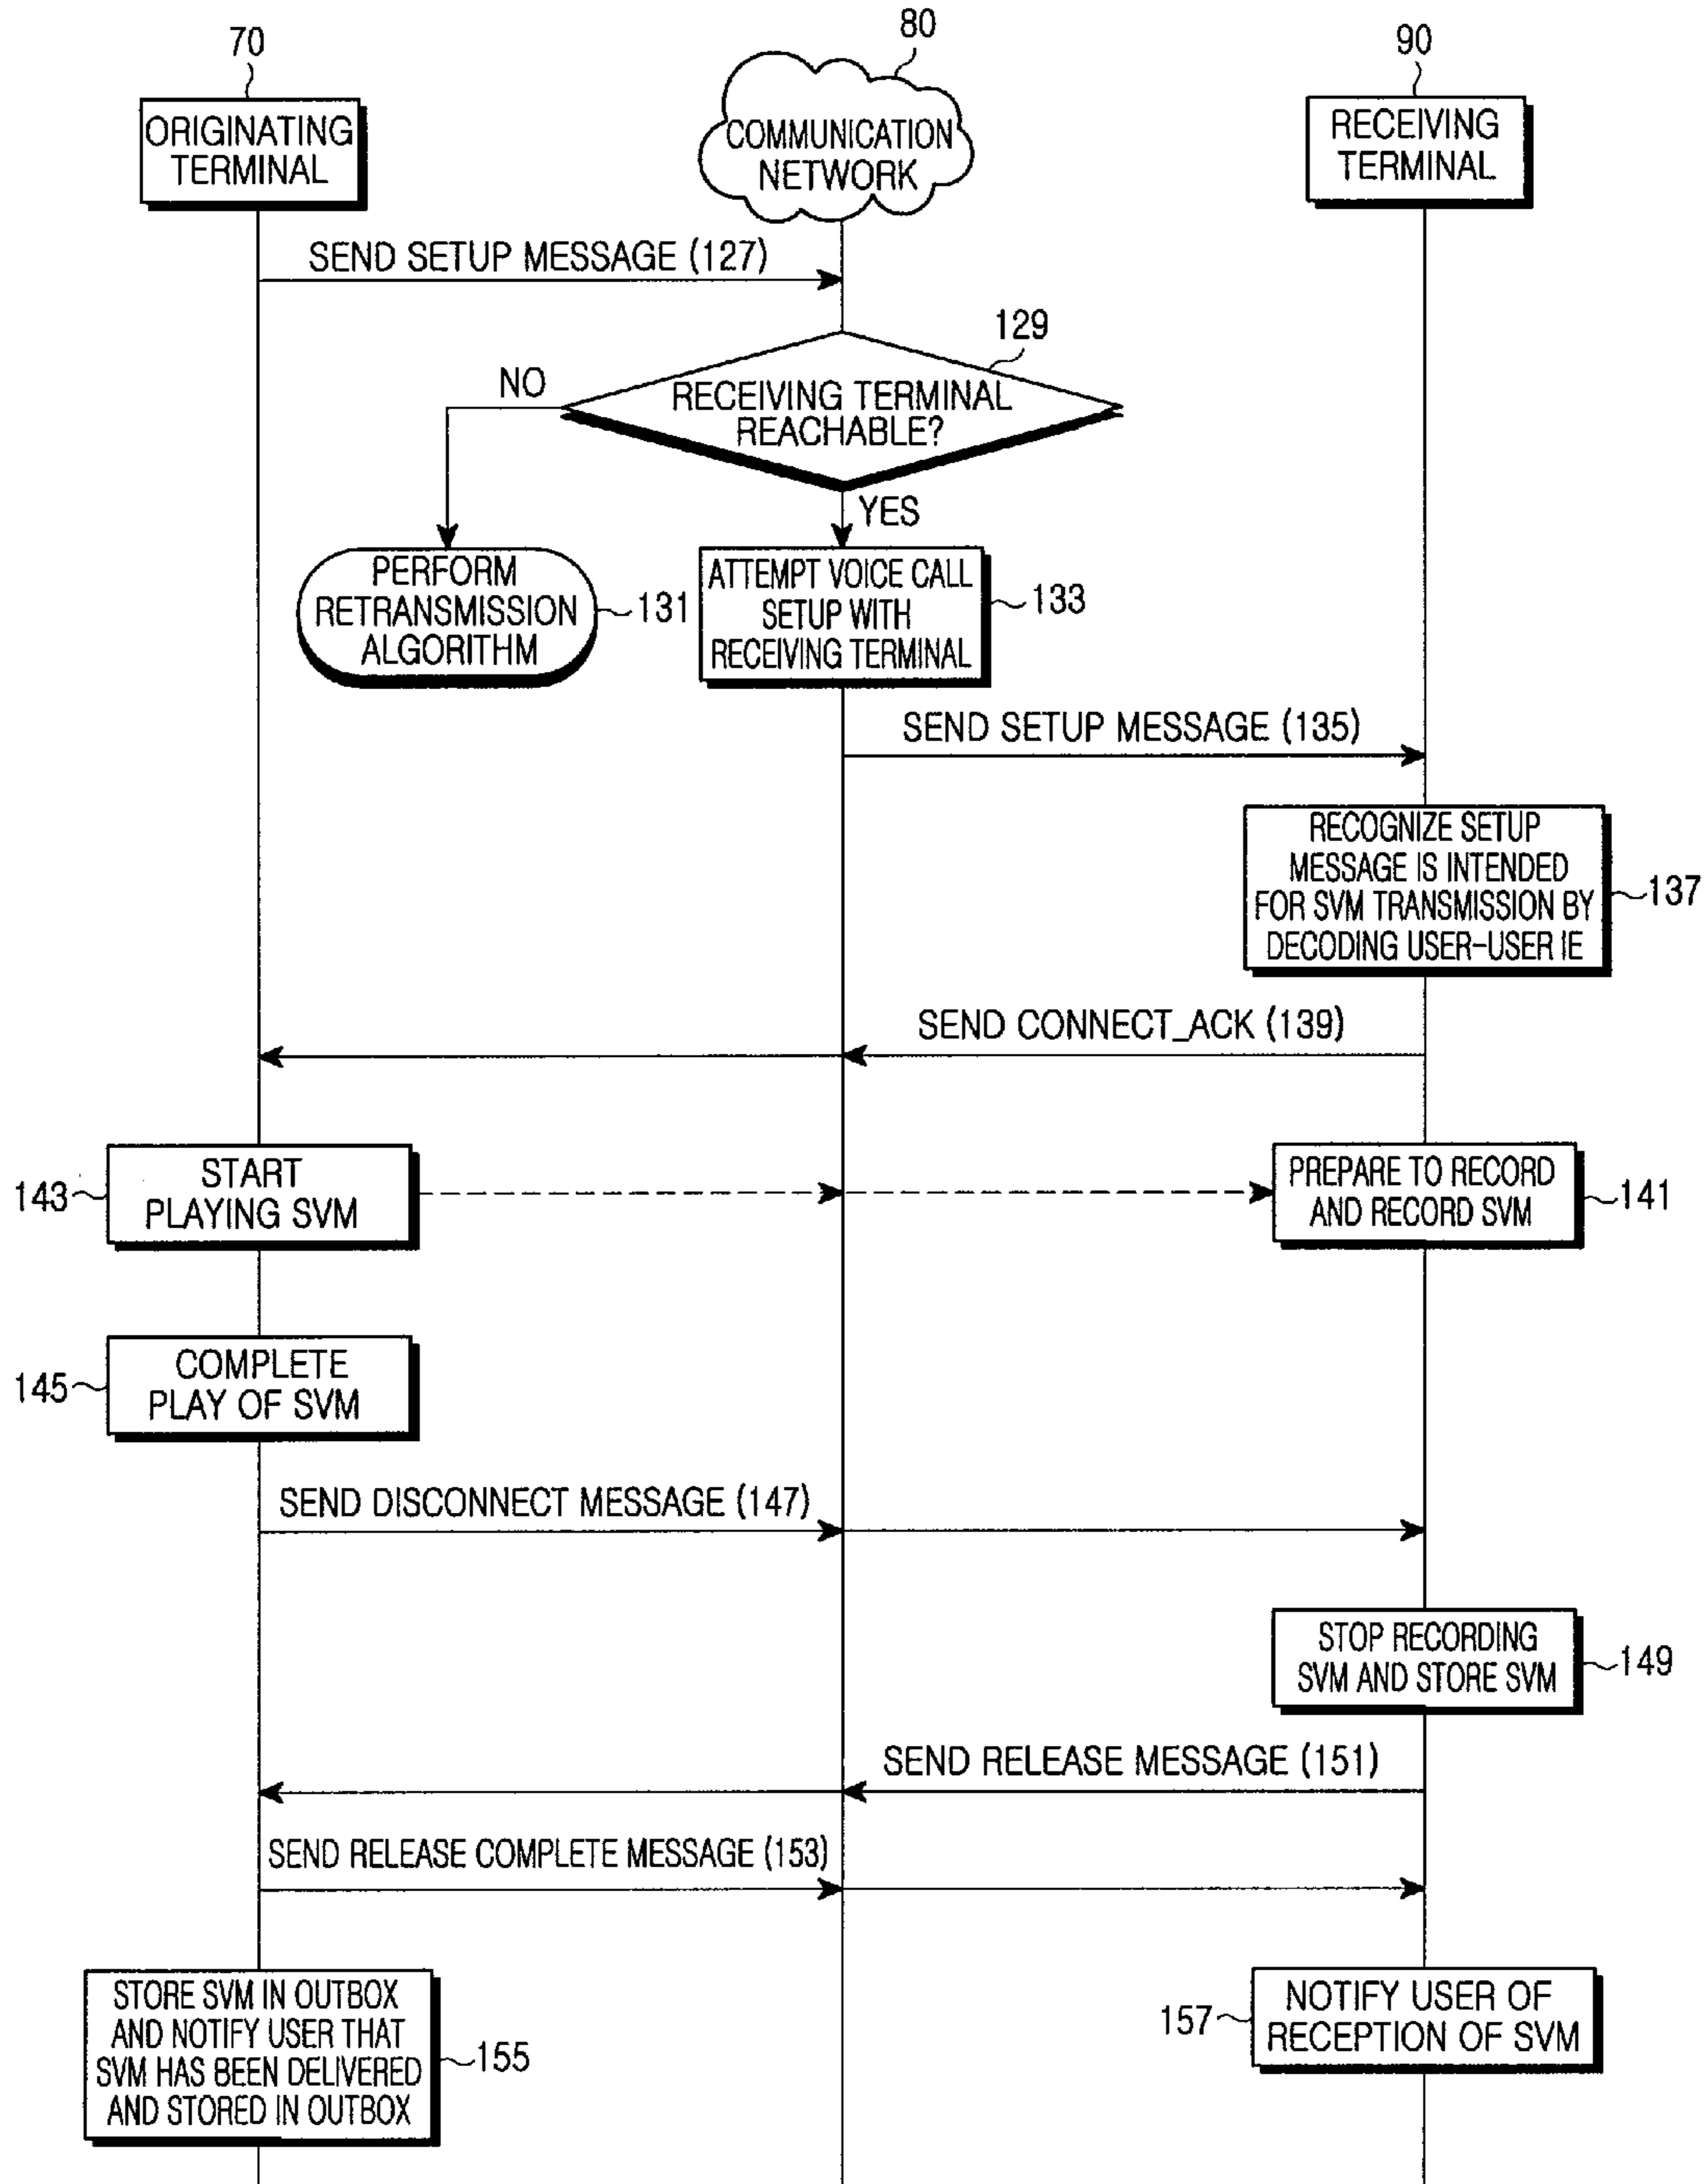 70
80
90
ORIGINATING
TERMINAL
COMMUNICATION
NETWORK
RECEIVING
TERMINAL
SEND SETUP MESSAGE (127)
129
NO
RECEIVING TERMINAL
REACHABLE?
YES
PERFORM
RETRANSMISSION
ALGORITHM
131
ATTEMPT VOICE CALL
SETUP WITH
RECEIVING TERMINAL
133
SEND SETUP MESSAGE (135)
RECOGNIZE SETUP
MESSAGE IS INTENDED
FOR SVM TRANSMISSION BY
DECODING USER-USER IE
137
SEND CONNECT_ACK (139)
143
START
PLAYING SVM
PREPARE TO RECORD
AND RECORD SVM
141
145
COMPLETE
PLAY OF SVM
SEND DISCONNECT MESSAGE (147)
STOP RECORDING
SVM AND STORE SVM
149
SEND RELEASE MESSAGE (151)
SEND RELEASE COMPLETE MESSAGE (153)
STORE SVM IN OUTBOX
AND NOTIFY USER THAT
SVM HAS BEEN DELIVERED
AND STORED IN OUTBOX
155
157
NOTIFY USER OF
RECEPTION OF SVM